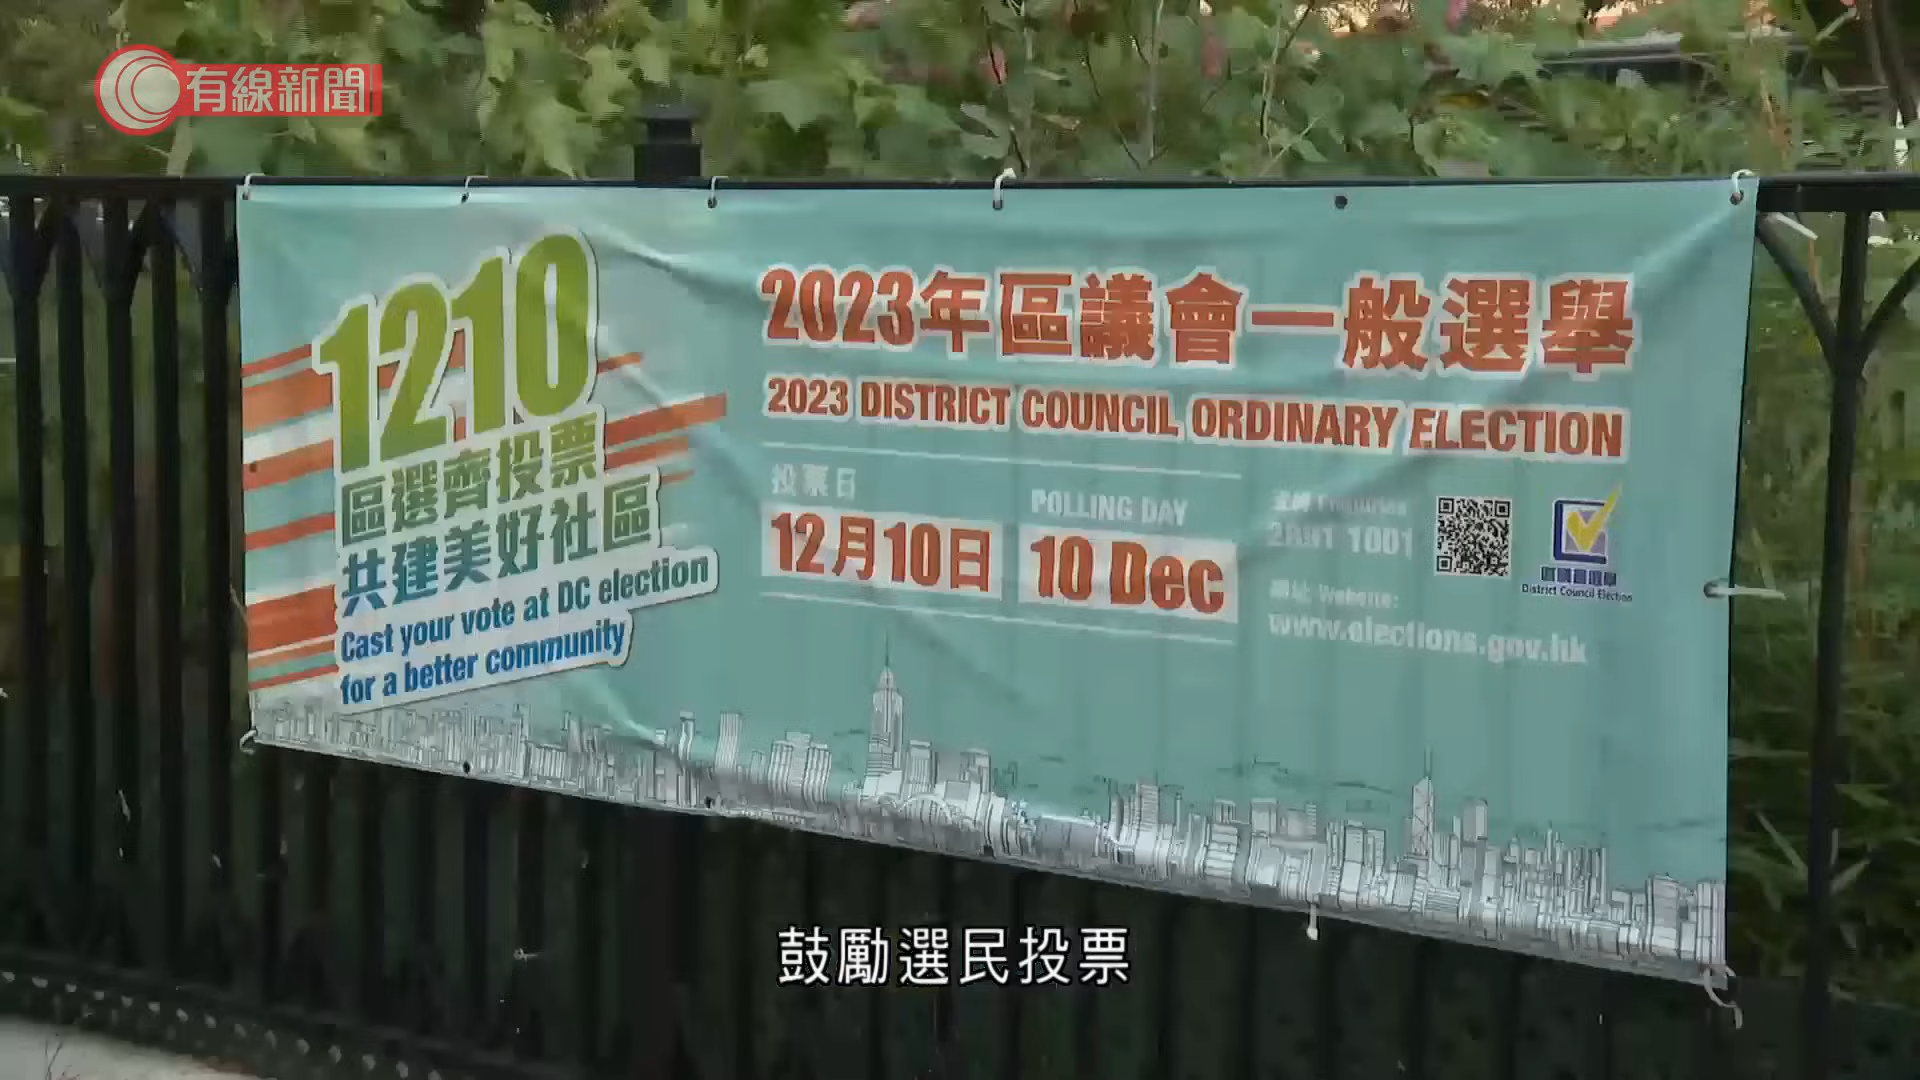 有線新聞
1210
區選齊投票
共建美好社區
Cast your vote at DC election
for a better community
2023年區議會一般選舉
2023 DISTRICT COUNCIL ORDINARY ELECTION
投票日
12月10日
POLLING DAY
10 Dec
2891 1001
網址 Website:
www.elections.gov.hk
District Council Election
鼓勵選民投票